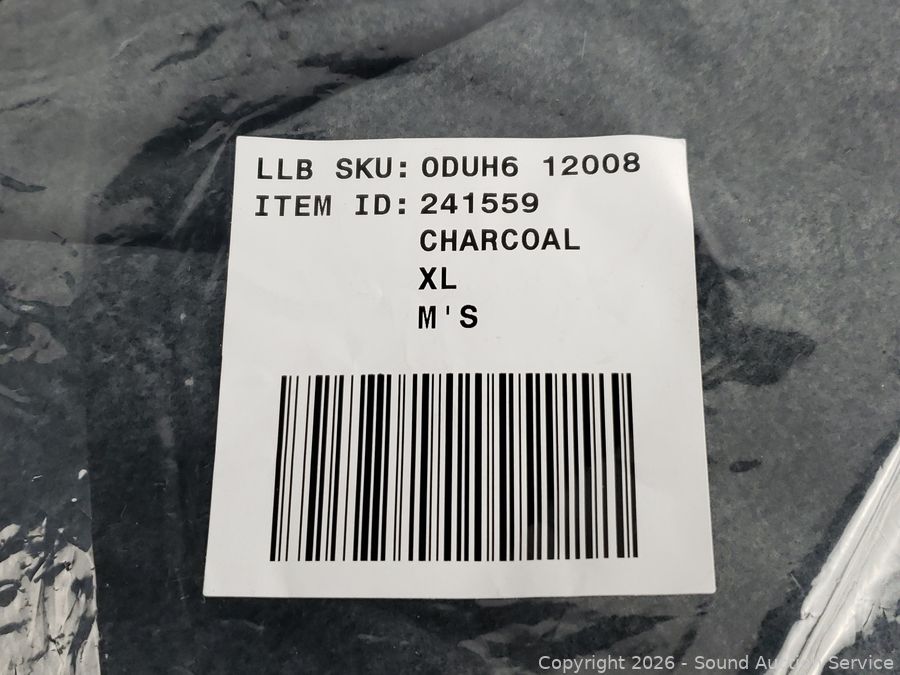 LLB SKU: 0DUH6 12008
ITEM ID: 241559
CHARCOAL
XL
M'S
Copyright 2026 - Sound Auction Service